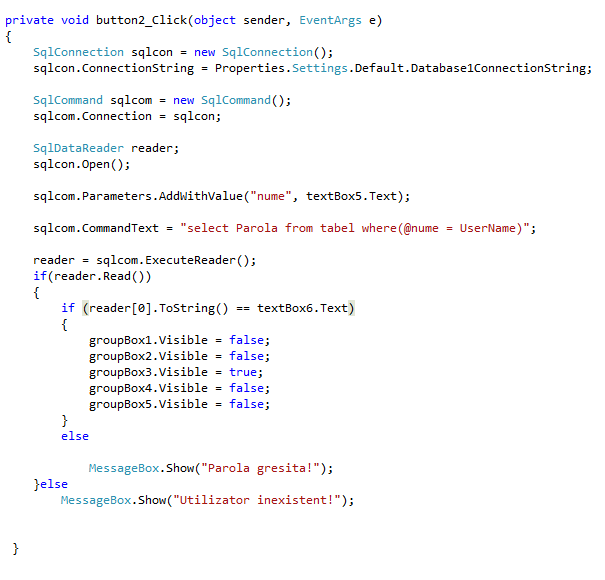 private void button2_Click(object sender, EventArgs e)
{
SqlConnection sqlcon = new SqlConnection();
sqlcon.ConnectionString = Properties.Settings.Default.Database1ConnectionString;
SqlCommand sqlcom = new SqlCommand();
sqlcom.Connection = sqlcon;
SqlDataReader reader;
sqlcon.Open();
sqlcom.Parameters.AddWithValue("nume", textBox5.Text);
sqlcom.CommandText = "select Parola from tabel where(@nume = UserName)";
reader = sqlcom.ExecuteReader();
if(reader.Read())
{
if (reader[0].ToString() == textBox6.Text)
{
groupBox1.Visible = false;
groupBox2.Visible = false;
groupBox3.Visible = true;
groupBox4.Visible = false;
groupBox5.Visible = false;
}
else
MessageBox.Show("Parola gresita!");
}else
MessageBox.Show("Utilizator inexistent!");
}